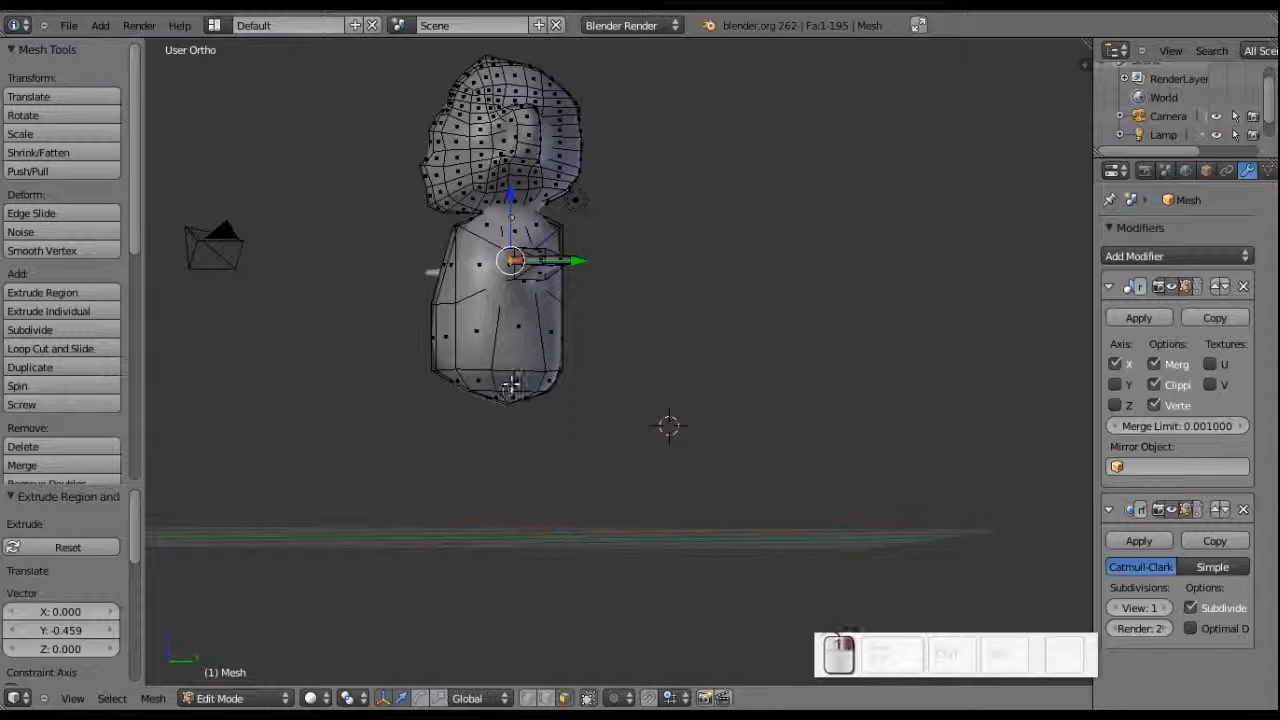 File Add Render Help Default Scene Blender Render blender.org 262 | Fa:1-195 | Mesh
Mesh Tools
User Ortho
View Search All Sce
Transform:
Translate
Rotate
Scale
Shrink/Fatten
Push/Pull
Deform:
Edge Slide
Noise
Smooth Vertex
Add:
Extrude Region
Extrude Individual
Subdivide
Loop Cut and Slide
Duplicate
Spin
Screw
Remove:
Delete
Merge
Extrude Region and
Extrude
Reset
Translate
Vector
X: 0.000
Y: -0.459
Z: 0.000
Constraint Axis
RenderLayer
World
Camera
Lamp
Mesh
Modifiers
Add Modifier
Apply Copy
Axis: Options: Textures:
X Merg U
Y Clippi V
Z Verte
Merge Limit: 0.001000
Mirror Object:
Apply Copy
Catmull-Clark Simple
Subdivisions: Options:
View: 1 Subdivide
Render: 2 Optimal D
(1) Mesh
View Select Mesh Edit Mode Global